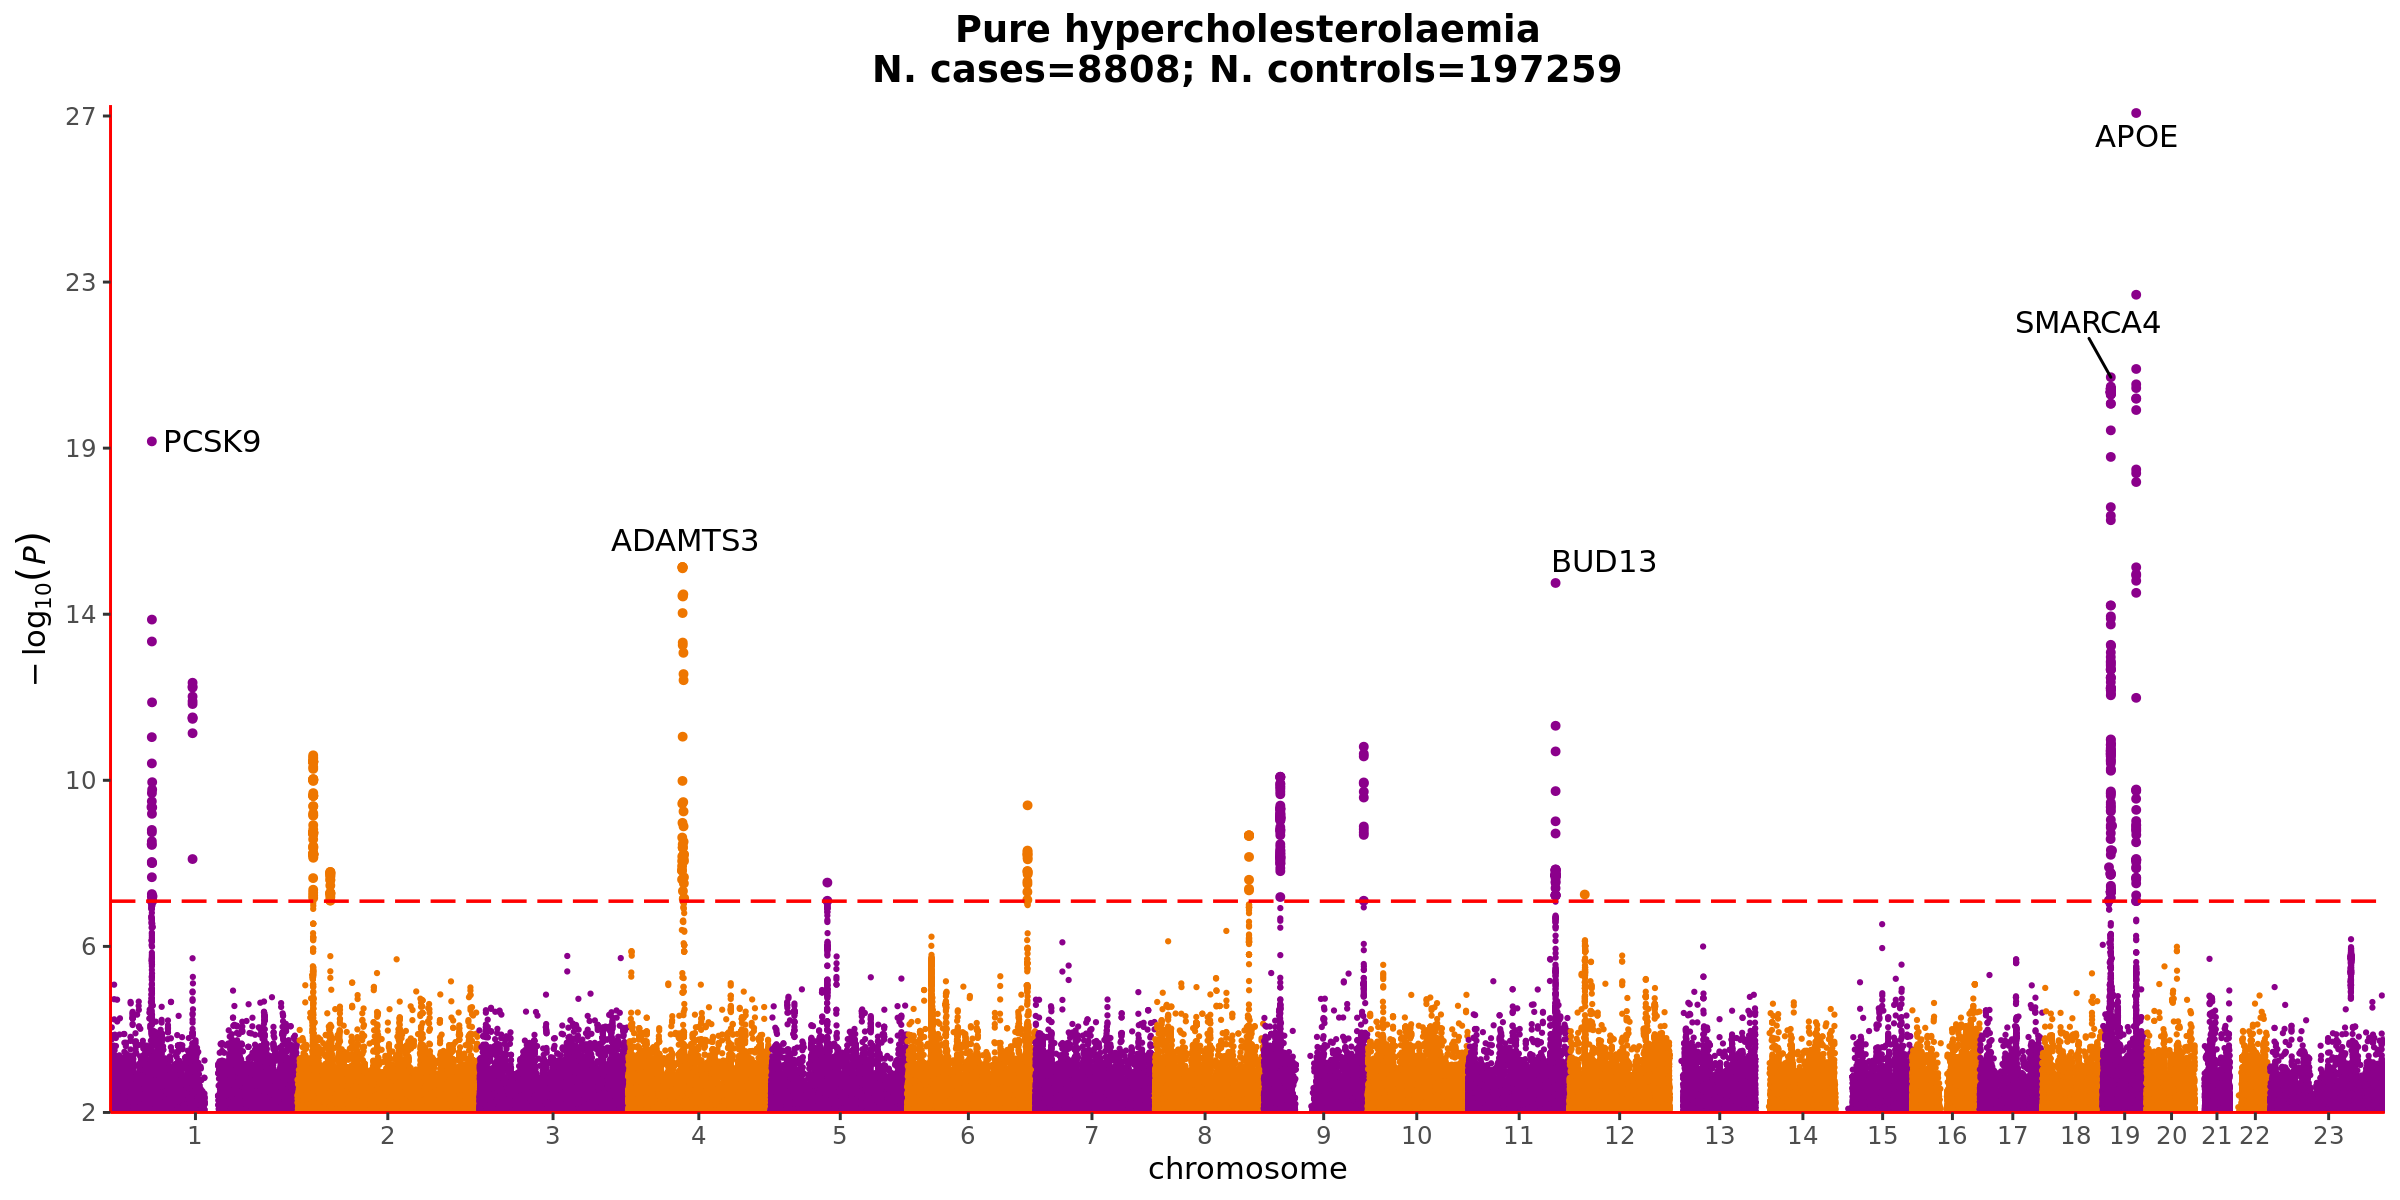 Pure hypercholesterolaemia
N. cases=8808; N. controls=197259
27
APOE
23
SMARCA4
19
PCSK9
ADAMTS3
BUD13
14
10
6
2
−log10(P)
1 2 3 4 5 6 7 8 9 10 11 12 13 14 15 16 17 18 19 20 21 22 23
chromosome